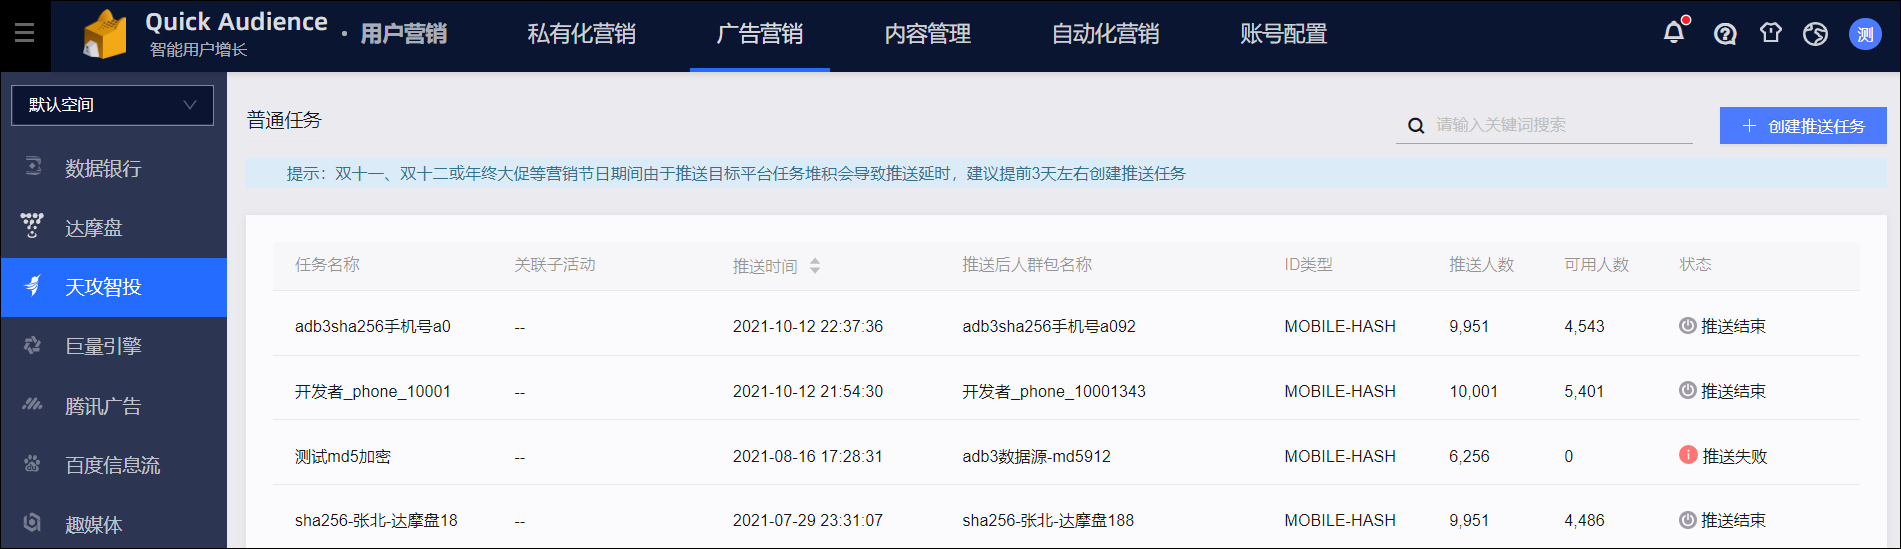 Quick Audience
智能用户增长
· 用户营销
私有化营销
广告营销
内容管理
自动化营销
账号配置
测
默认空间
数据银行
达摩盘
天攻智投
巨量引擎
腾讯广告
百度信息流
趣媒体
普通任务
请输入关键词搜索
+ 创建推送任务
提示：双十一、双十二或年终大促等营销节日期间由于推送目标平台任务堆积会导致推送延时，建议提前3天左右创建推送任务
任务名称 关联子活动 推送时间 推送后人群包名称 ID类型 推送人数 可用人数 状态
adb3sha256手机号a0 -- 2021-10-12 22:37:36 adb3sha256手机号a092 MOBILE-HASH 9,951 4,543 推送结束
开发者_phone_10001 -- 2021-10-12 21:54:30 开发者_phone_10001343 MOBILE-HASH 10,001 5,401 推送结束
测试md5加密 -- 2021-08-16 17:28:31 adb3数据源-md5912 MOBILE-HASH 6,256 0 推送失败
sha256-张北-达摩盘18 -- 2021-07-29 23:31:07 sha256-张北-达摩盘188 MOBILE-HASH 9,951 4,486 推送结束